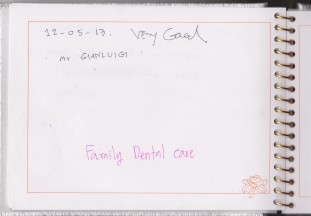 12-05-13. Very Good
Mr GIANLUIGI
Family Dental care